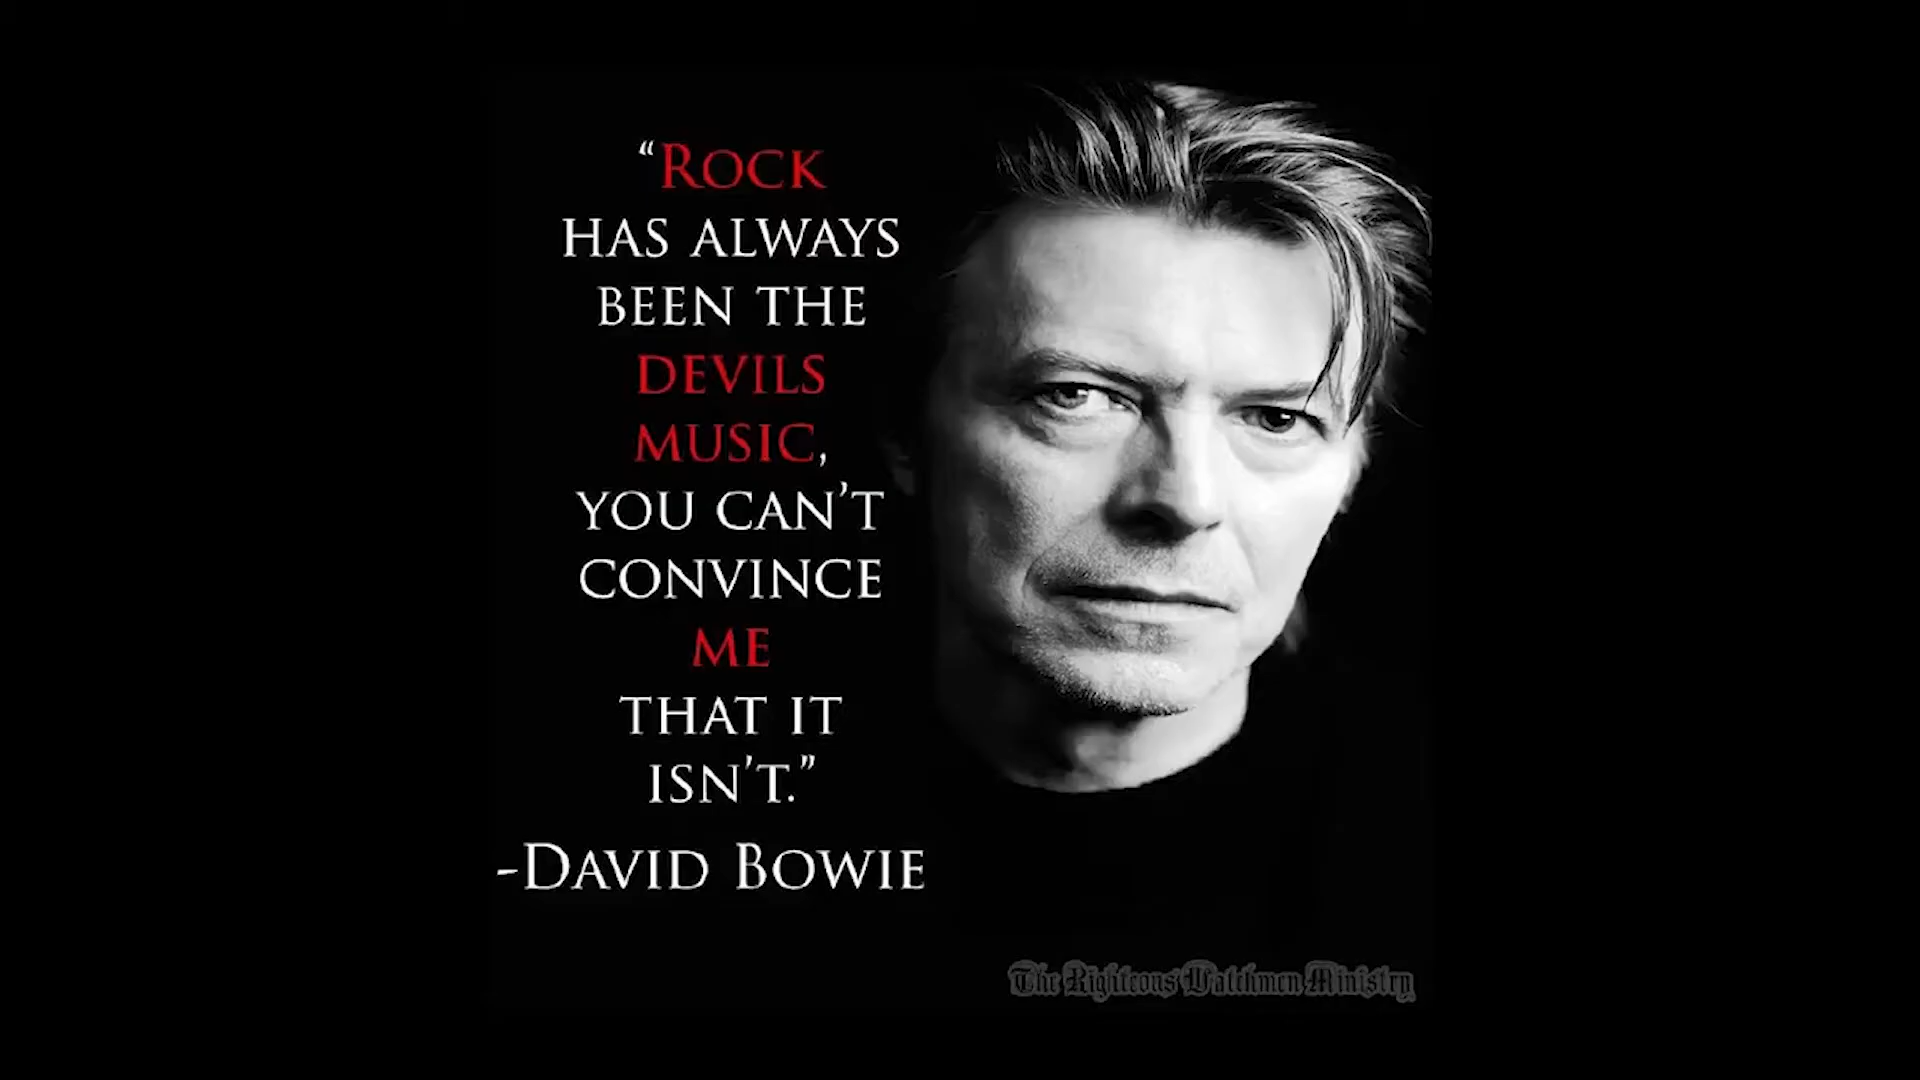 “Rock
HAS ALWAYS
BEEN THE
DEVILS
MUSIC,
YOU CAN’T
CONVINCE
ME
THAT IT
ISN’T.”
-David Bowie
The Righteous Watchmen Ministry